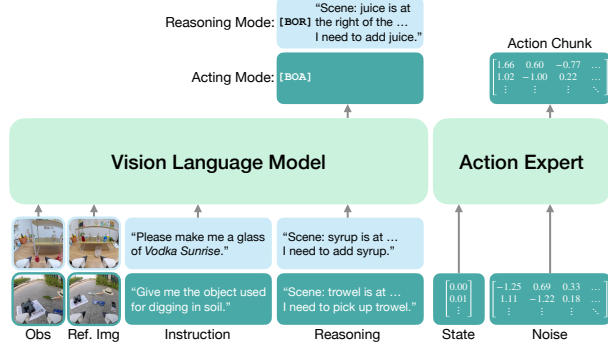 Reasoning Mode:
[BOR]
“Scene: juice is at
the right of the …
I need to add juice.”
Acting Mode:
[BOA]
Action Chunk
1.66 0.60 −0.77 …
1.02 −1.00 0.22 …
⋮ ⋮ ⋮ ⋱
Vision Language Model
Action Expert
“Please make me a glass
of Vodka Sunrise.”
“Scene: syrup is at …
I need to add syrup.”
“Give me the object used
for digging in soil.”
“Scene: trowel is at …
I need to pick up trowel.”
0.00
0.01
⋮
−1.25 0.69 0.33 …
1.11 −1.22 0.18 …
⋮ ⋮ ⋮ ⋱
Obs
Ref. Img
Instruction
Reasoning
State
Noise